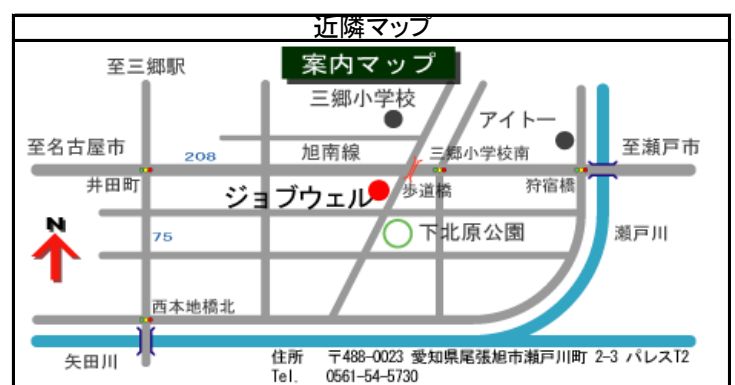 近隣マップ
案内マップ
至三郷駅
三郷小学校
アイトー
至名古屋市
208
旭南線
三郷小学校南
至瀬戸市
井田町
ジョブウェル
歩道橋
狩宿橋
N
75
下北原公園
瀬戸川
西本地橋北
矢田川
住所 〒488-0023 愛知県尾張旭市瀬戸川町 2-3 パレスT2
Tel. 0561-54-5730